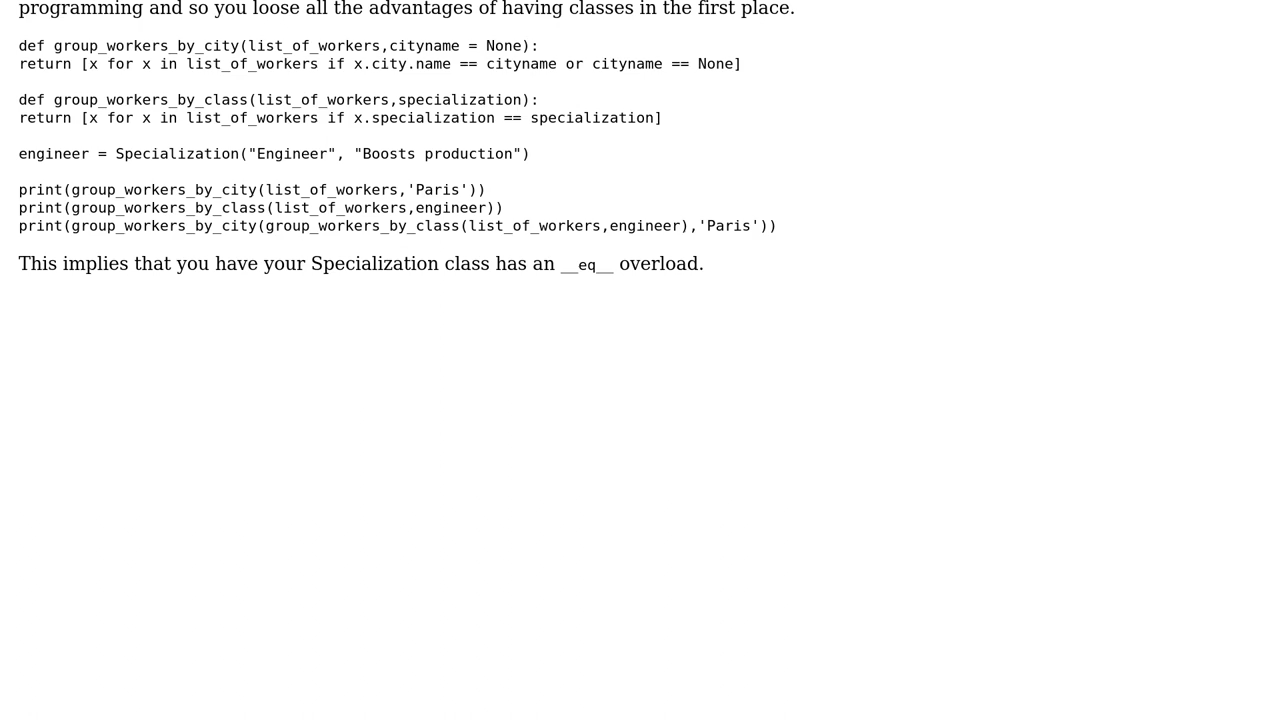 programming and so you loose all the advantages of having classes in the first place.
def group_workers_by_city(list_of_workers,cityname = None):
return [x for x in list_of_workers if x.city.name == cityname or cityname == None]
def group_workers_by_class(list_of_workers,specialization):
return [x for x in list_of_workers if x.specialization == specialization]
engineer = Specialization("Engineer", "Boosts production")
print(group_workers_by_city(list_of_workers,'Paris'))
print(group_workers_by_class(list_of_workers,engineer))
print(group_workers_by_city(group_workers_by_class(list_of_workers,engineer),'Paris'))
This implies that you have your Specialization class has an __eq__ overload.